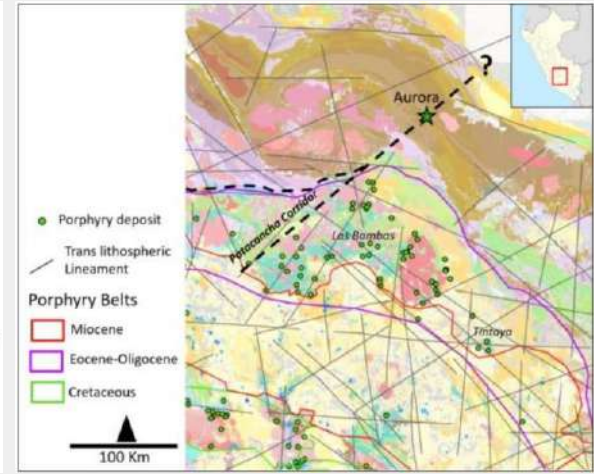 ?
Aurora
Porphyry deposit
Patacancha Corridor
Las Bambas
Trans lithospheric
Lineament
Porphyry Belts
Miocene
Tintaya
Eocene-Oligocene
Cretaceous
100 Km